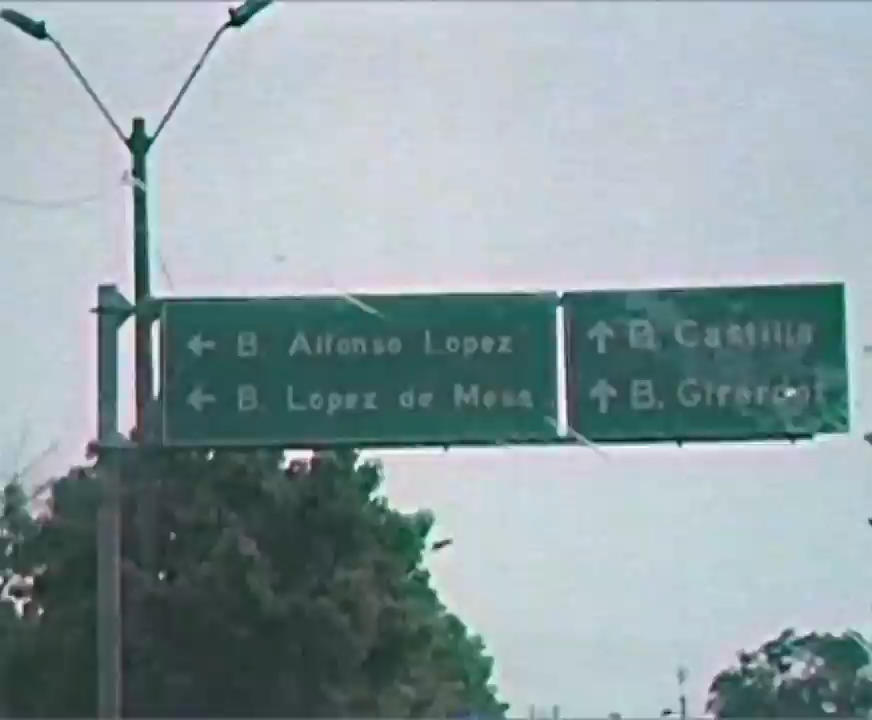 ← B. Alfonso Lopez
← B. Lopez de Mesa
↑ B. Castilla
↑ B. Girardot